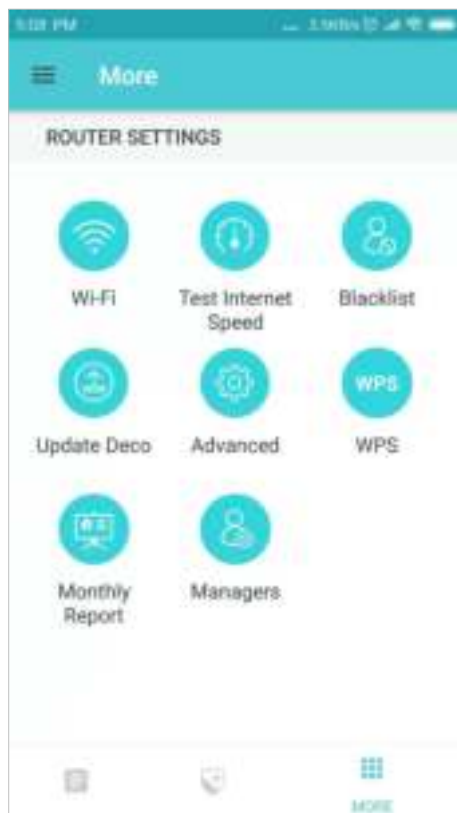 More
ROUTER SETTINGS
Wi-Fi
Test Internet
Speed
Blacklist
Update Deco
Advanced
WPS
WPS
Monthly
Report
Managers
MORE